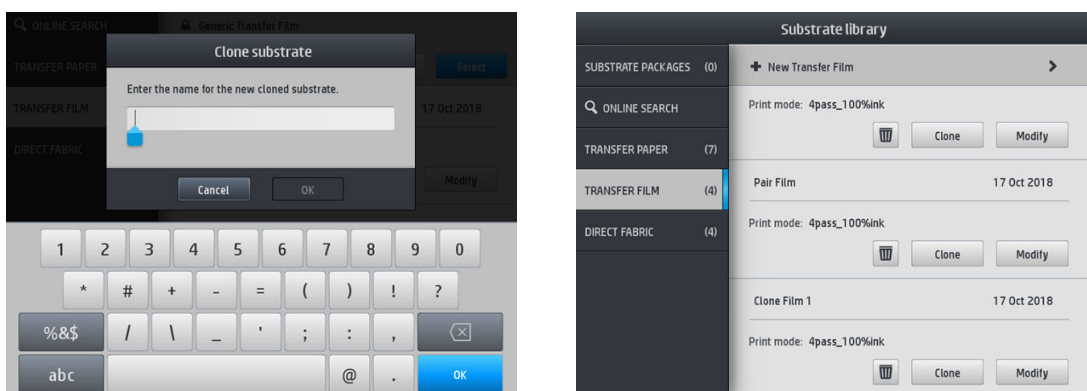 ONLINE SEARCH
Generic Transfer Film
Clone substrate
TRANSFER PAPER
Select
Enter the name for the new cloned substrate.
TRANSFER FILM
17 Oct 2018
DIRECT FABRIC
Cancel
OK
Modify
1 2 3 4 5 6 7 8 9 0
* # + - = ( ) ! ?
%&$ / \ _ ' ; : ,
abc @ . OK
Substrate library
SUBSTRATE PACKAGES (0)
+ New Transfer Film
ONLINE SEARCH
Print mode: 4pass_100%ink
Clone Modify
TRANSFER PAPER (7)
TRANSFER FILM (4)
Pair Film 17 Oct 2018
DIRECT FABRIC (4)
Print mode: 4pass_100%ink
Clone Modify
Clone Film 1 17 Oct 2018
Print mode: 4pass_100%ink
Clone Modify